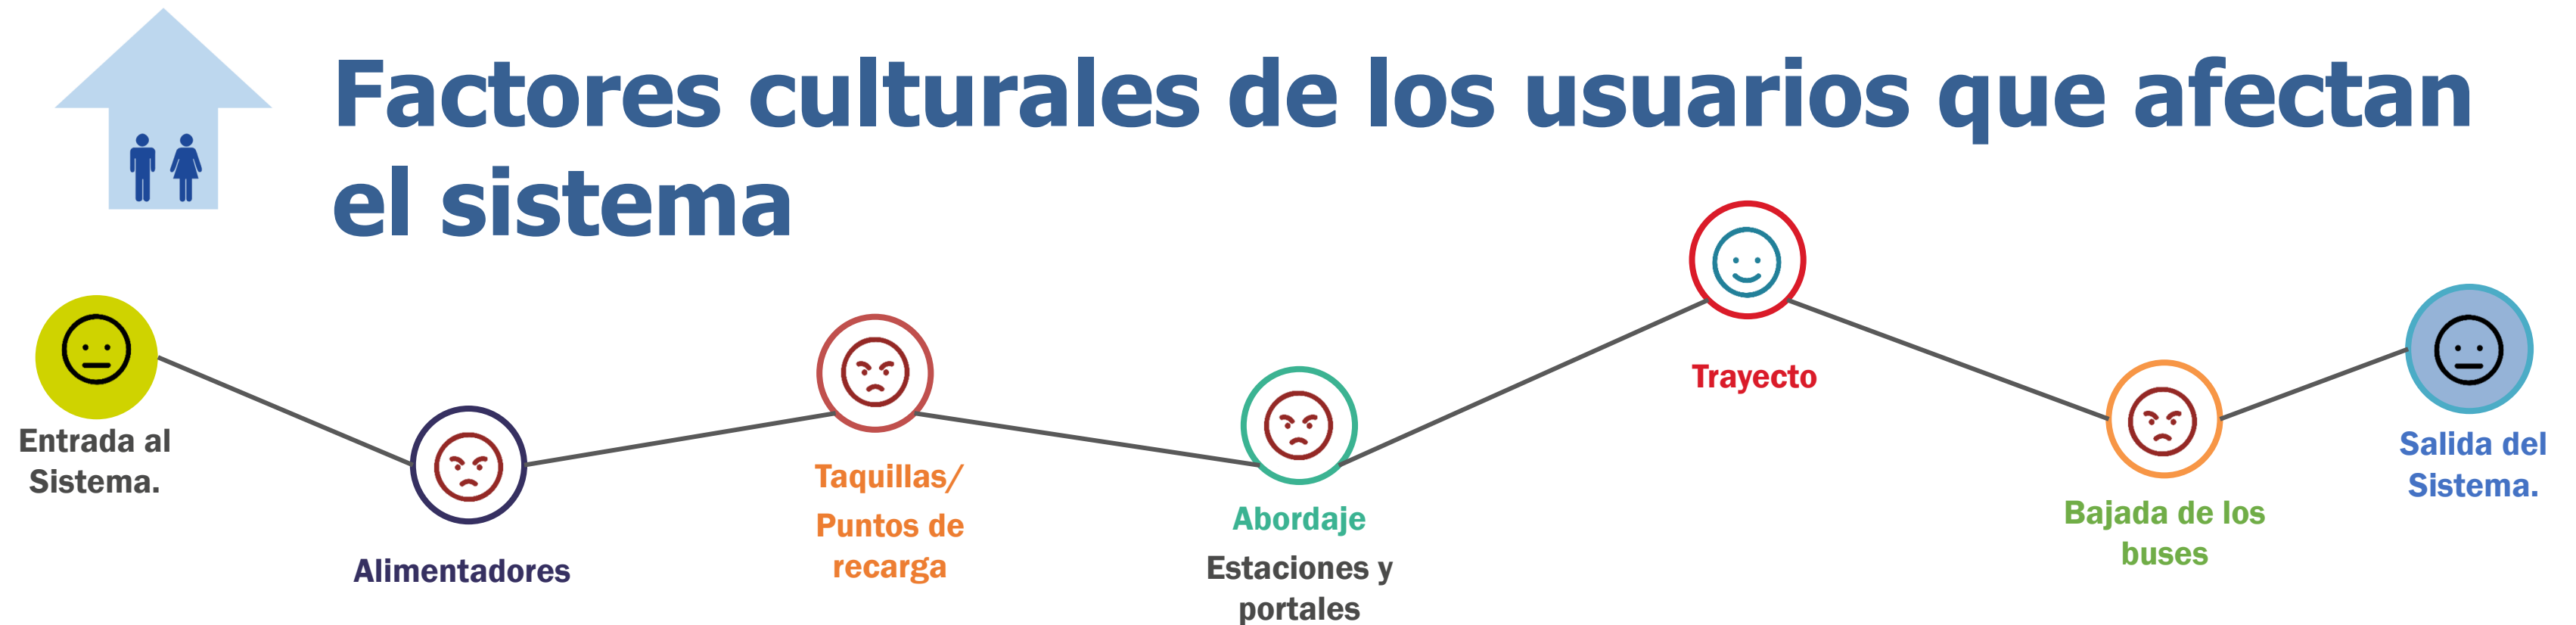 Factores culturales de los usuarios que afectan
el sistema
Entrada al
Sistema.
Alimentadores
Taquillas/
Puntos de
recarga
Abordaje
Estaciones y
portales
Trayecto
Bajada de los
buses
Salida del
Sistema.